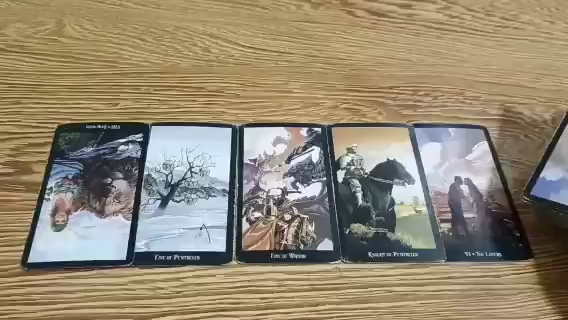 Five of Pentacles
Five of Wands
Knight of Pentacles
VI • The Lovers